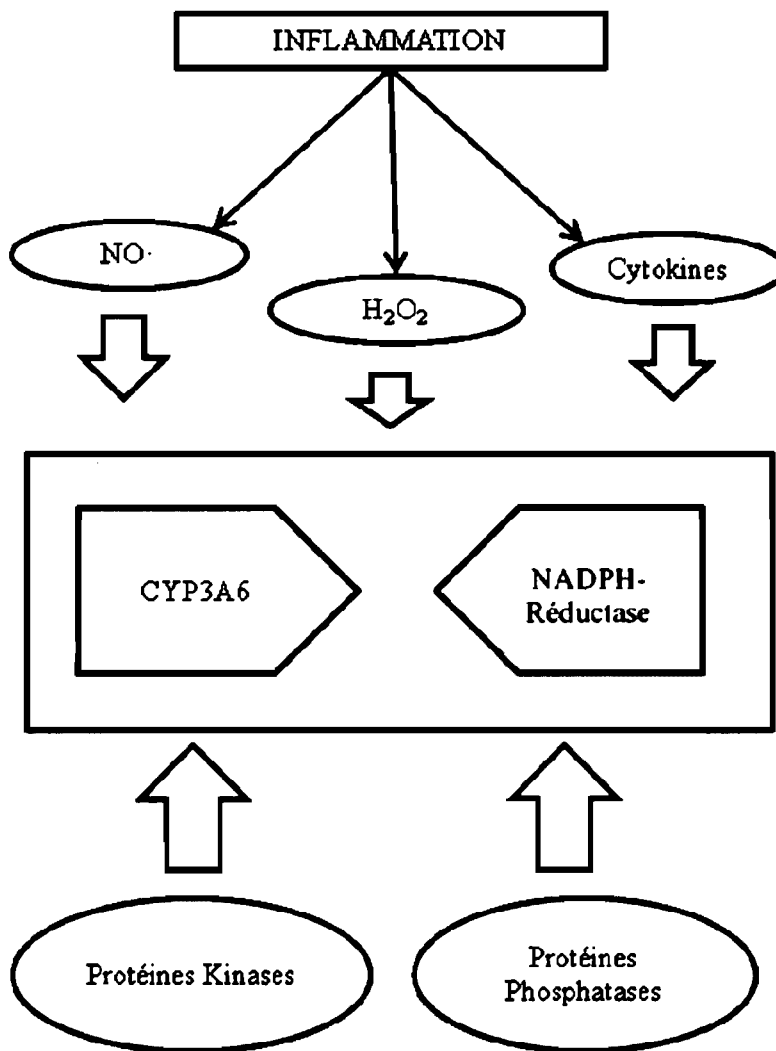 INFLAMMATION
NO·
H₂O₂
Cytokines
CYP3A6
NADPH-
Réductase
Protéines Kinases
Protéines
Phosphatases